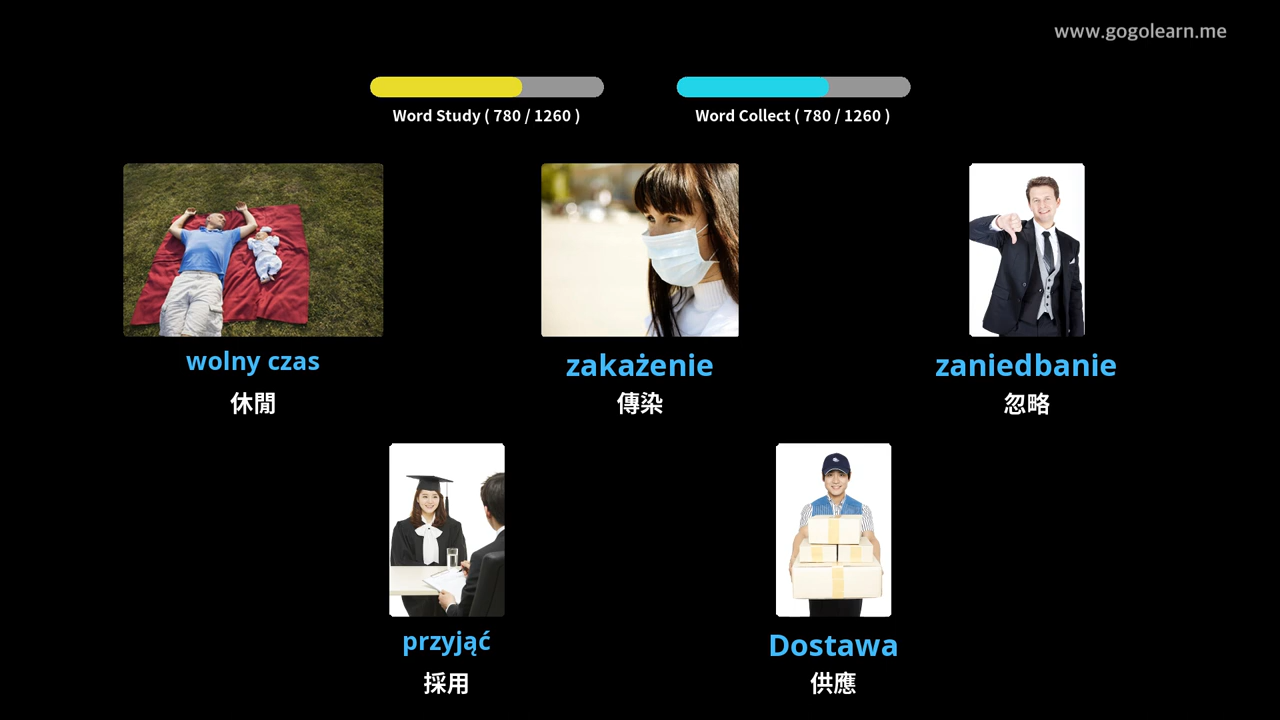 www.gogolearn.me
Word Study ( 780 / 1260 )
Word Collect ( 780 / 1260 )
wolny czas
休閒
zakażenie
傳染
zaniedbanie
忽略
przyjąć
採用
Dostawa
供應